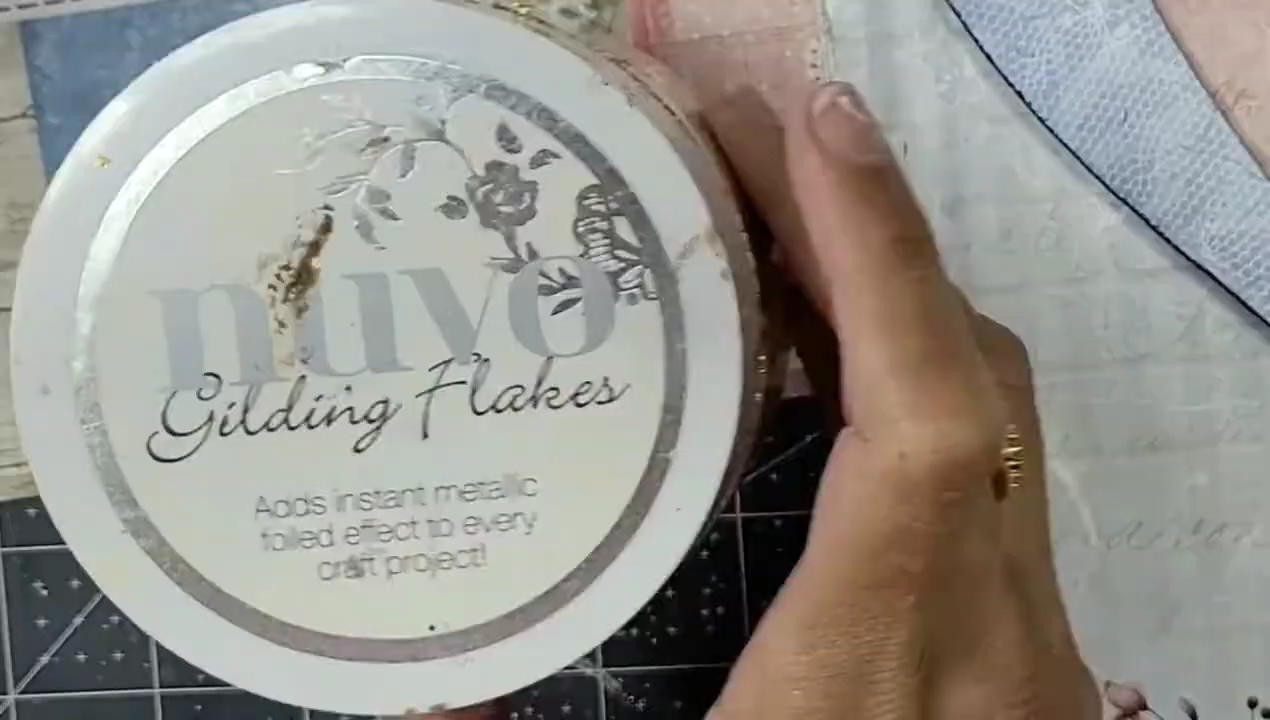 nuvo
Gilding Flakes
Adds instant metallic
foiled effect to every
craft project!